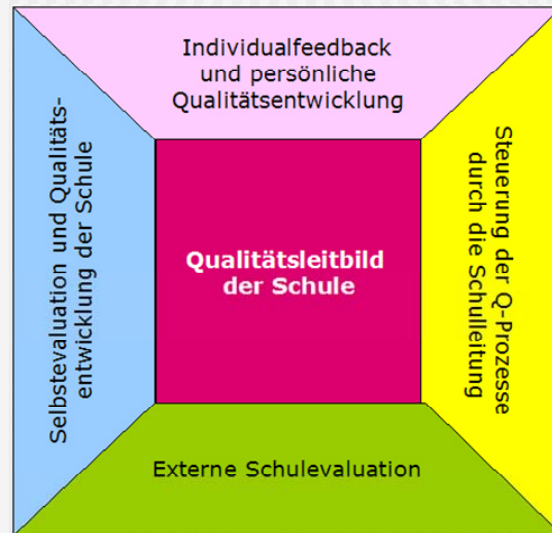 Individualfeedback
und persönliche
Qualitätsentwicklung
Selbstevaluation und Qualitäts-
entwicklung der Schule
Qualitätsleitbild
der Schule
Steuerung der Q-Prozesse
durch die Schulleitung
Externe Schulevaluation